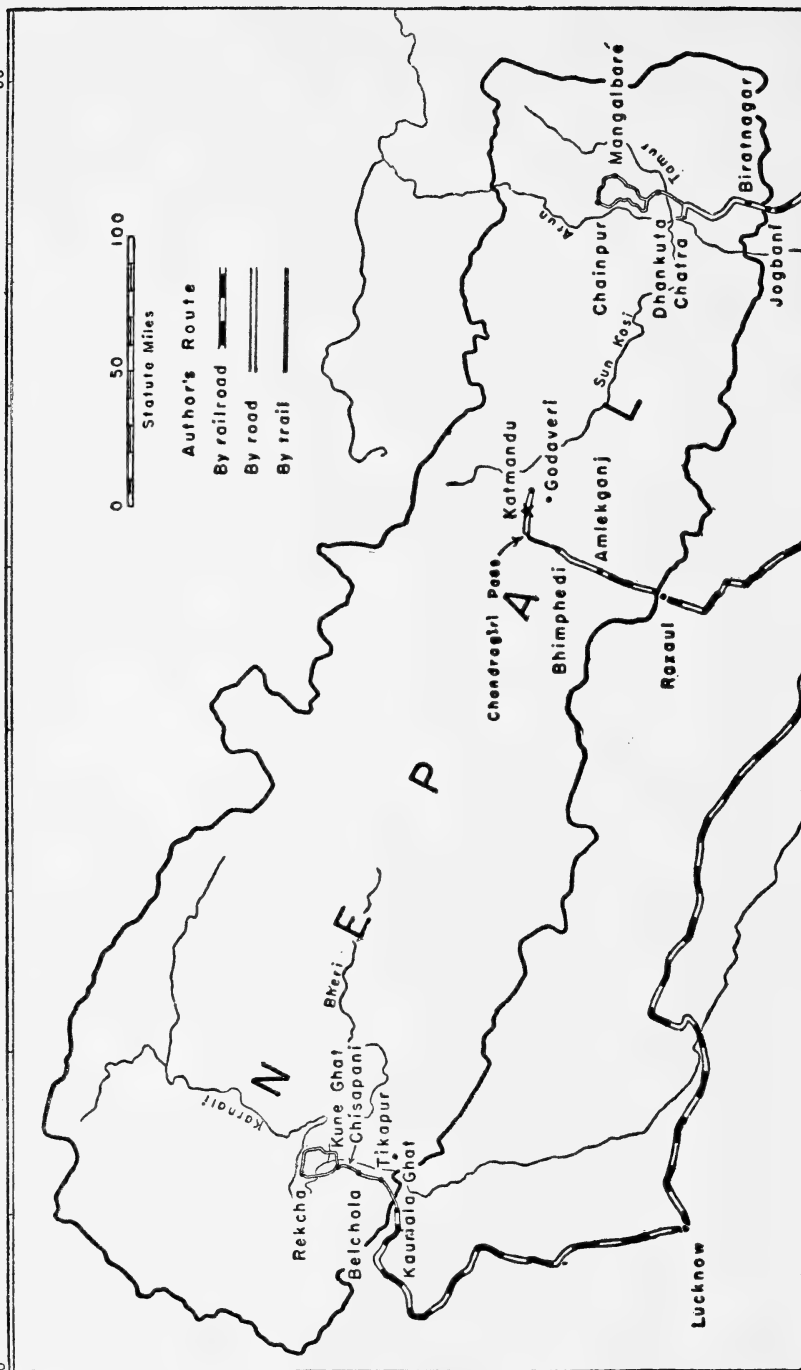 0 50 100
Statute Miles
Author's Route
By railroad
By road
By trail
NEPAL
Karnali
Bheri
Rekcha
Kune Ghat
Chisapani
Belchola
Tikapur
Kauriala Ghat
Lucknow
Katmandu
Godaveri
Chandragiri Pass
Bhimphedi
Amlekganj
Raxaul
Sun Kosi
Arun
Tamur
Mangalbaré
Chainpur
Dhankuta
Chatra
Biratnagar
Jogbani